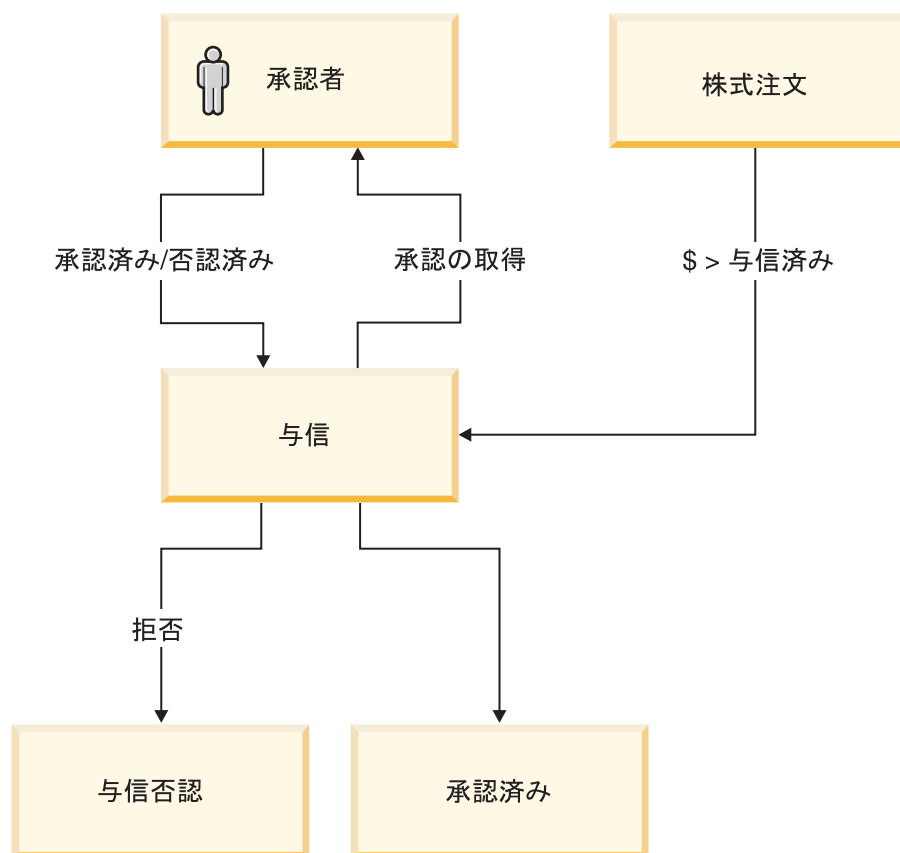 承認者
株式注文
承認済み/否認済み
承認の取得
$ > 与信済み
与信
拒否
与信否認
承認済み